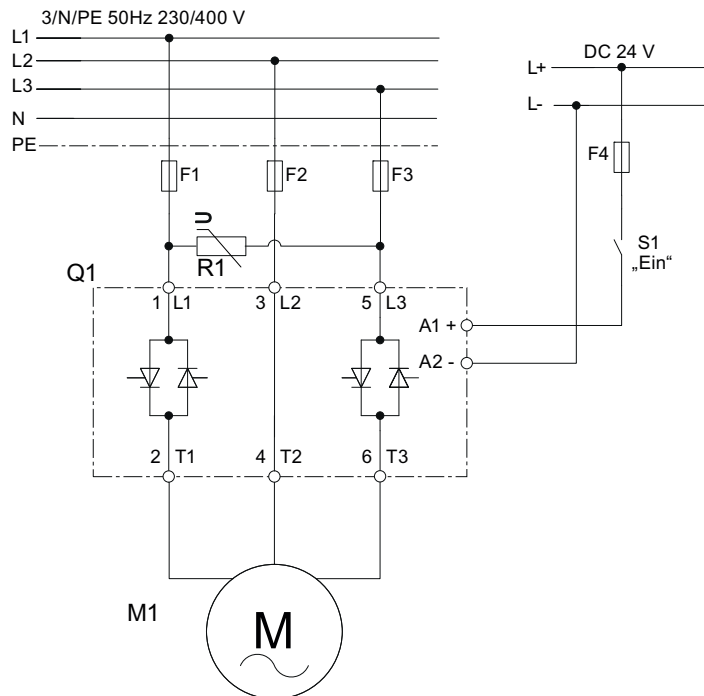 3/N/PE 50Hz 230/400 V
L1
L2
L3
N
PE
DC 24 V
L+
L-
F1
F2
F3
F4
U
R1
S1
„Ein“
Q1
1 L1
3 L2
5 L3
A1 +
A2 -
2 T1
4 T2
6 T3
M1
M